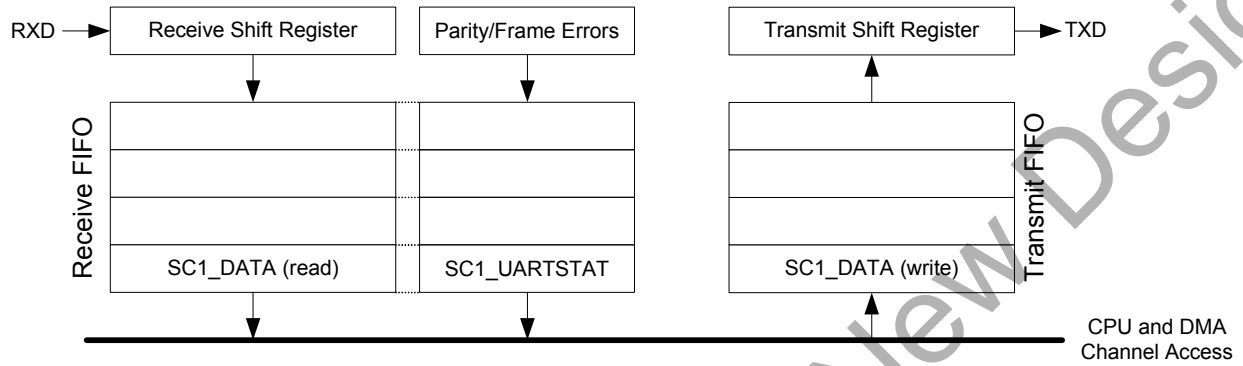 RXD
Receive Shift Register
Parity/Frame Errors
Transmit Shift Register
TXD
Receive FIFO
Transmit FIFO
SC1_DATA (read)
SC1_UARTSTAT
SC1_DATA (write)
CPU and DMA
Channel Access
New